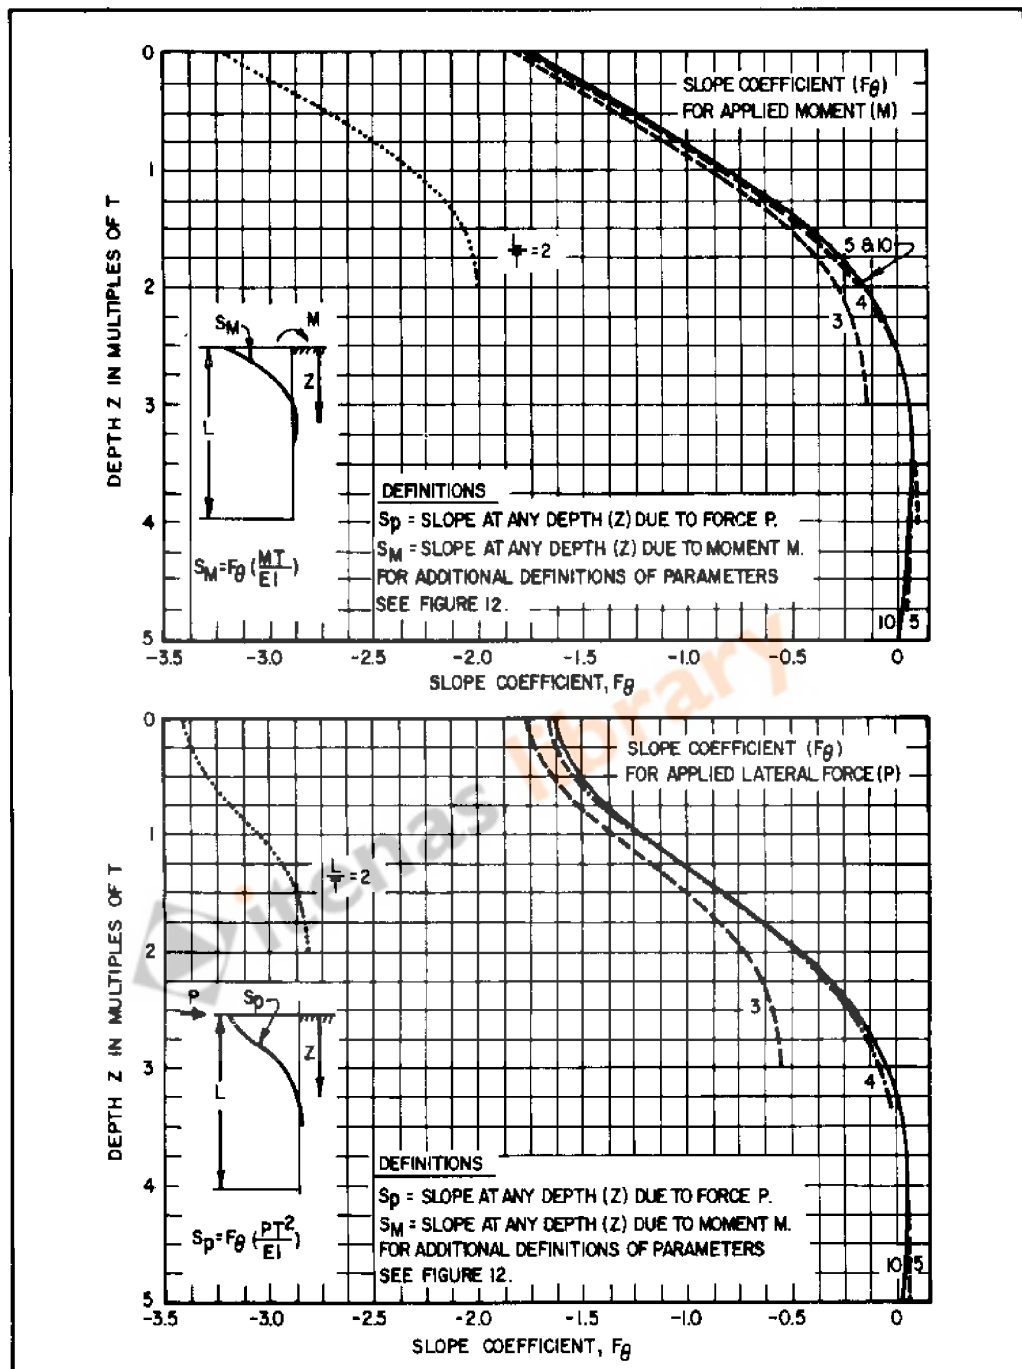 SLOPE COEFFICIENT (Fθ)
FOR APPLIED MOMENT (M)
DEPTH Z IN MULTIPLES OF T
0
1
2
3
4
5
=2
5 & 10
4
3
SM
M
Z
L
SM=Fθ(MT/EI)
DEFINITIONS
Sp = SLOPE AT ANY DEPTH (Z) DUE TO FORCE P.
SM = SLOPE AT ANY DEPTH (Z) DUE TO MOMENT M.
FOR ADDITIONAL DEFINITIONS OF PARAMETERS
SEE FIGURE 12.
10 5
-3.5 -3.0 -2.5 -2.0 -1.5 -1.0 -0.5 0
SLOPE COEFFICIENT, Fθ
itenas library
SLOPE COEFFICIENT (Fθ)
FOR APPLIED LATERAL FORCE (P)
DEPTH Z IN MULTIPLES OF T
0
1
2
3
4
5
L/T=2
3
4
P
Sp
Z
L
Sp=Fθ(PT²/EI)
DEFINITIONS
Sp = SLOPE AT ANY DEPTH (Z) DUE TO FORCE P.
SM = SLOPE AT ANY DEPTH (Z) DUE TO MOMENT M.
FOR ADDITIONAL DEFINITIONS OF PARAMETERS
SEE FIGURE 12.
10 5
-3.5 -3.0 -2.5 -2.0 -1.5 -1.0 -0.5 0
SLOPE COEFFICIENT, Fθ